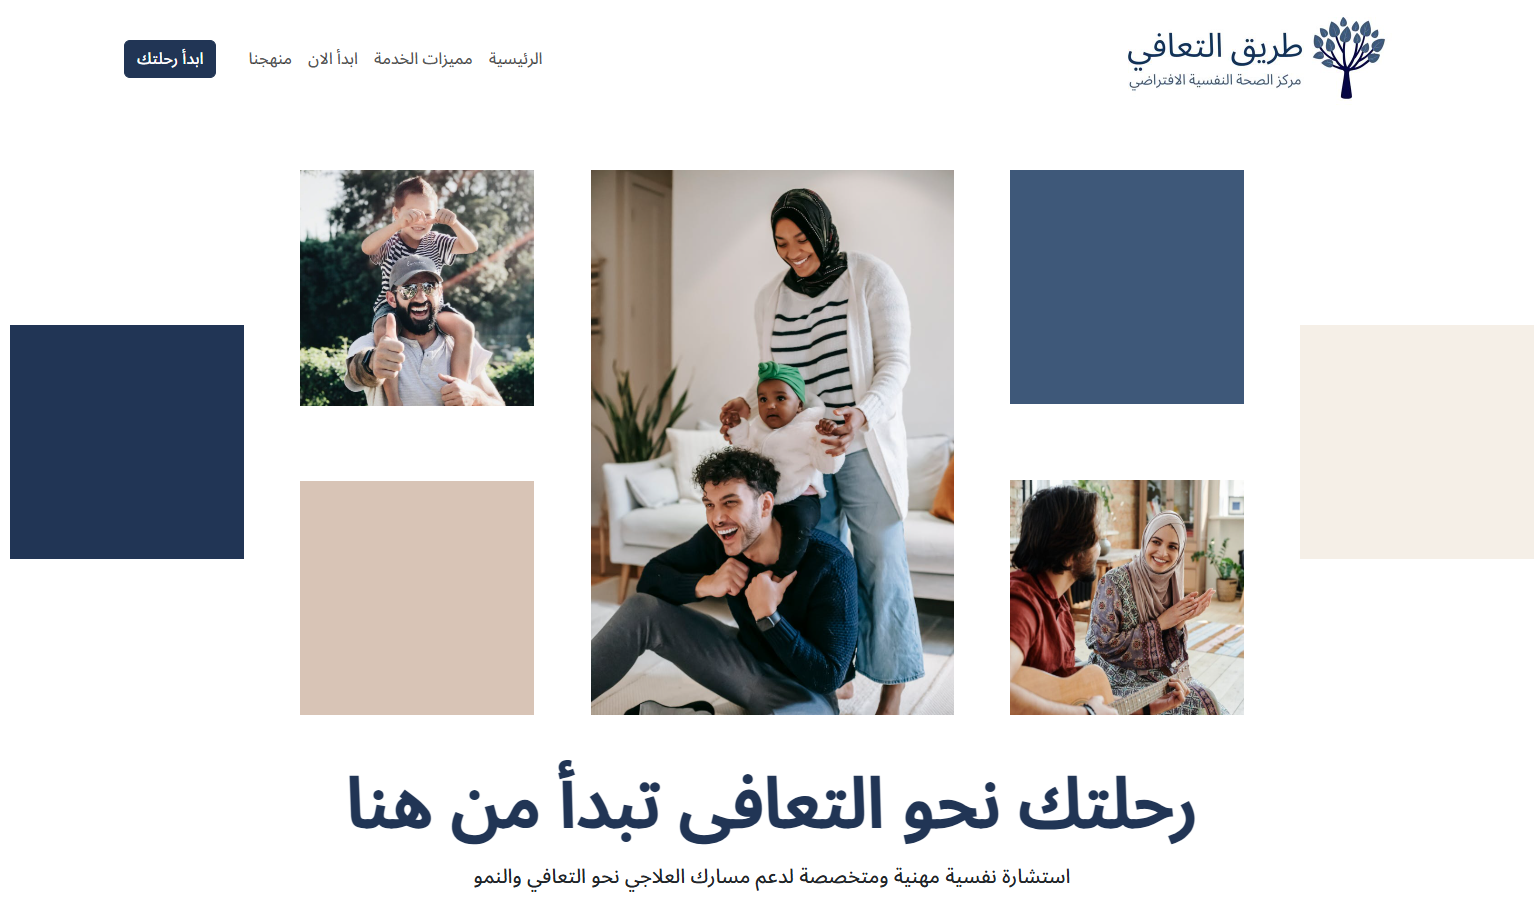 طريق التعافي
مركز الصحة النفسية الافتراضي
الرئيسية
مميزات الخدمة
ابدأ الان
منهجنا
ابدأ رحلتك
رحلتك نحو التعافى تبدأ من هنا
استشارة نفسية مهنية ومتخصصة لدعم مسارك العلاجي نحو التعافي والنمو